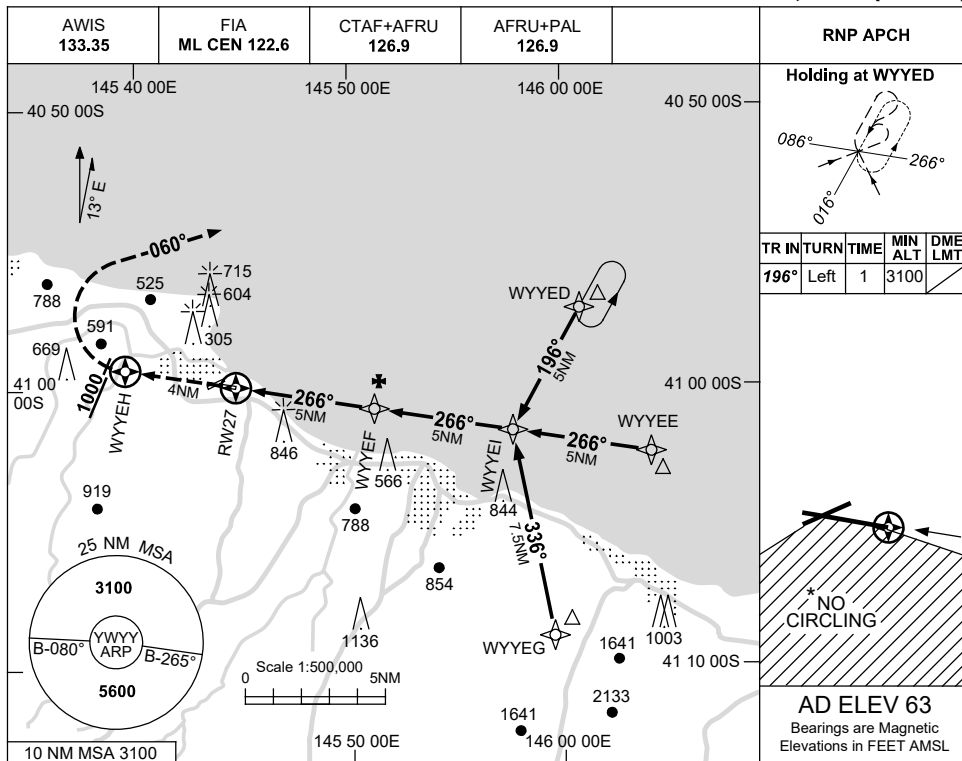 AWIS
133.35
FIA
ML CEN 122.6
CTAF+AFRU
126.9
AFRU+PAL
126.9
RNP APCH
145 40 00E
145 50 00E
146 00 00E
40 50 00S
40 50 00S
13° E
060°
715
604
305
525
788
591
669
1000
41 00
00S
41 00 00S
WYYEH
4NM
RW27
266°
5NM
846
WYYEF
566
266°
5NM
WYYEI
844
266°
5NM
WYYEE
WYYED
196°
5NM
336°
7.5NM
WYYEG
919
788
854
1136
1003
1641
2133
1641
41 10 00S
25 NM MSA
3100
YWYY
ARP
B-080°
B-265°
5600
Scale 1:500,000
0
5NM
10 NM MSA 3100
145 50 00E
146 00 00E
Holding at WYYED
086°
266°
016°
TR IN TURN TIME MIN ALT DME LMT
196° Left 1 3100
*NO
CIRCLING
AD ELEV 63
Bearings are Magnetic
Elevations in FEET AMSL